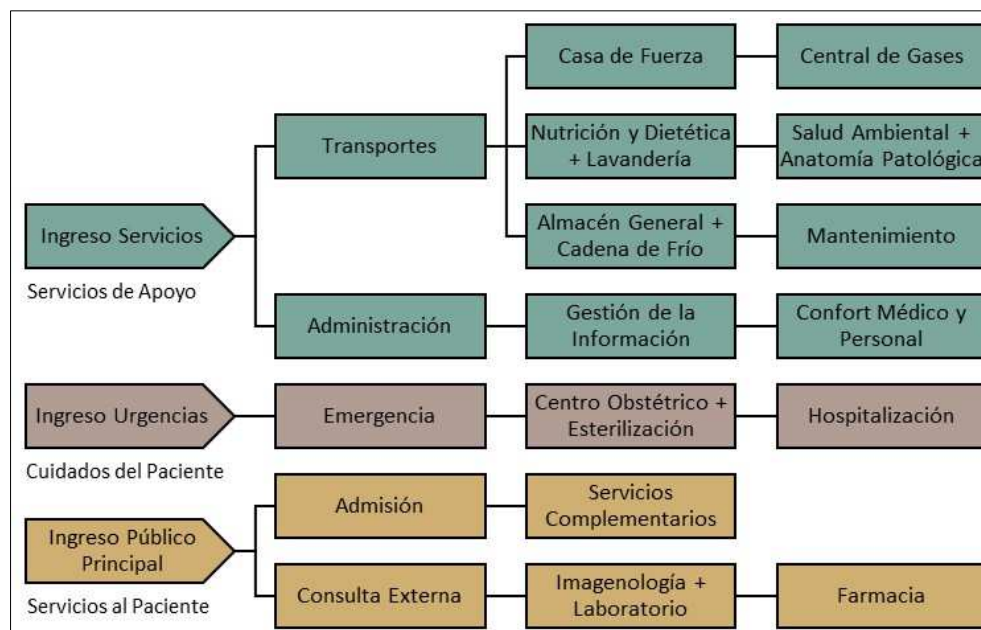 Casa de Fuerza
Central de Gases
Transportes
Nutrición y Dietética
+ Lavandería
Salud Ambiental +
Anatomía Patológica
Ingreso Servicios
Almacén General +
Cadena de Frío
Mantenimiento
Servicios de Apoyo
Administración
Gestión de la
Información
Confort Médico y
Personal
Ingreso Urgencias
Emergencia
Centro Obstétrico +
Esterilización
Hospitalización
Cuidados del Paciente
Admisión
Servicios
Complementarios
Ingreso Público
Principal
Consulta Externa
Imagenología +
Laboratorio
Farmacia
Servicios al Paciente